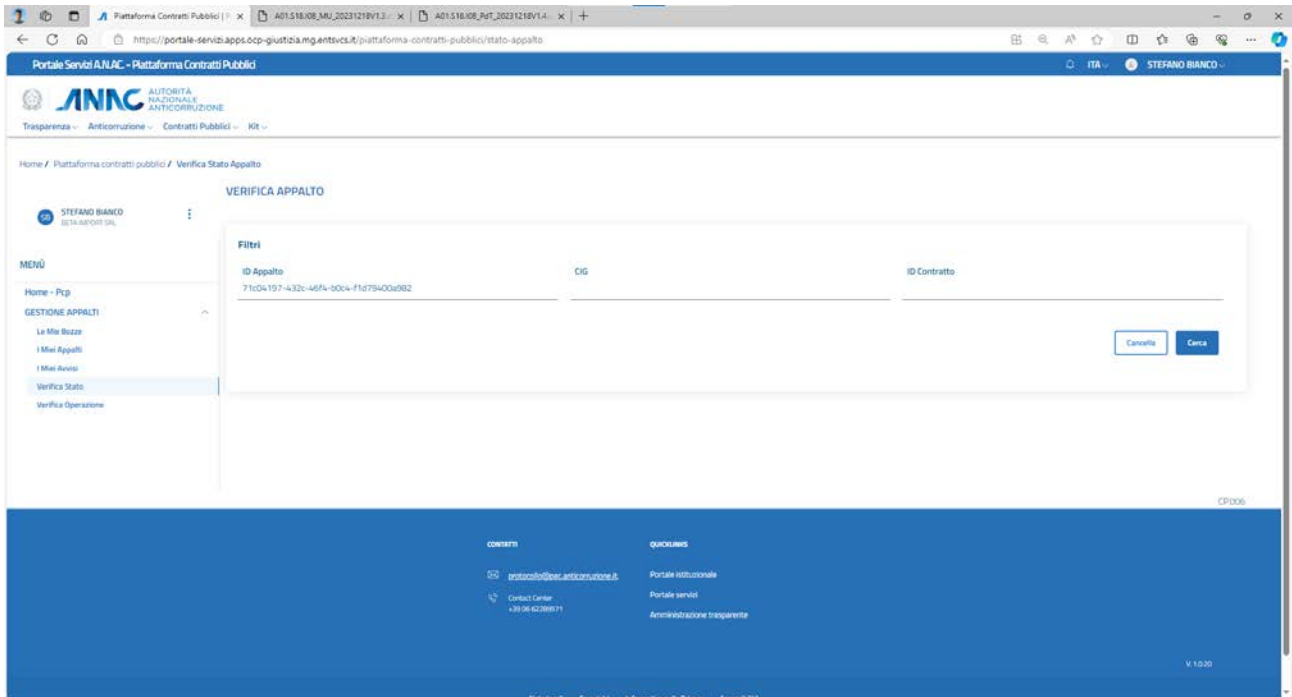 Piattaforma Contratti Pubblici | P
A01.S18.I08_MU_20231218V1.3.
A01.S18.I08_PdT_20231218V1.4.
https://portale-servizi.apps.ocp-giustizia.mg.entsvcs.it/piattaforma-contratti-pubblici/stato-appalto
Portale Servizi A.N.AC. - Piattaforma Contratti Pubblici
ITA
STEFANO BIANCO
ANAC
AUTORITÀ
NAZIONALE
ANTICORRUZIONE
Trasparenza
Anticorruzione
Contratti Pubblici
Kit
Home / Piattaforma contratti pubblici / Verifica Stato Appalto
SB
STEFANO BIANCO
BETA IMPORT SRL
MENÙ
Home - Pcp
GESTIONE APPALTI
Le Mie Bozze
I Miei Appalti
I Miei Avvisi
Verifica Stato
Verifica Operazione
VERIFICA APPALTO
Filtri
ID Appalto
71c04197-432c-46f4-b0c4-f1d79400a982
CIG
ID Contratto
Cancella
Cerca
CP006
CONTATTI
protocollo@pec.anticorruzione.it
Contact Center
+39 06 62289571
QUICKLINKS
Portale istituzionale
Portale servizi
Amministrazione trasparente
V. 1.0.20